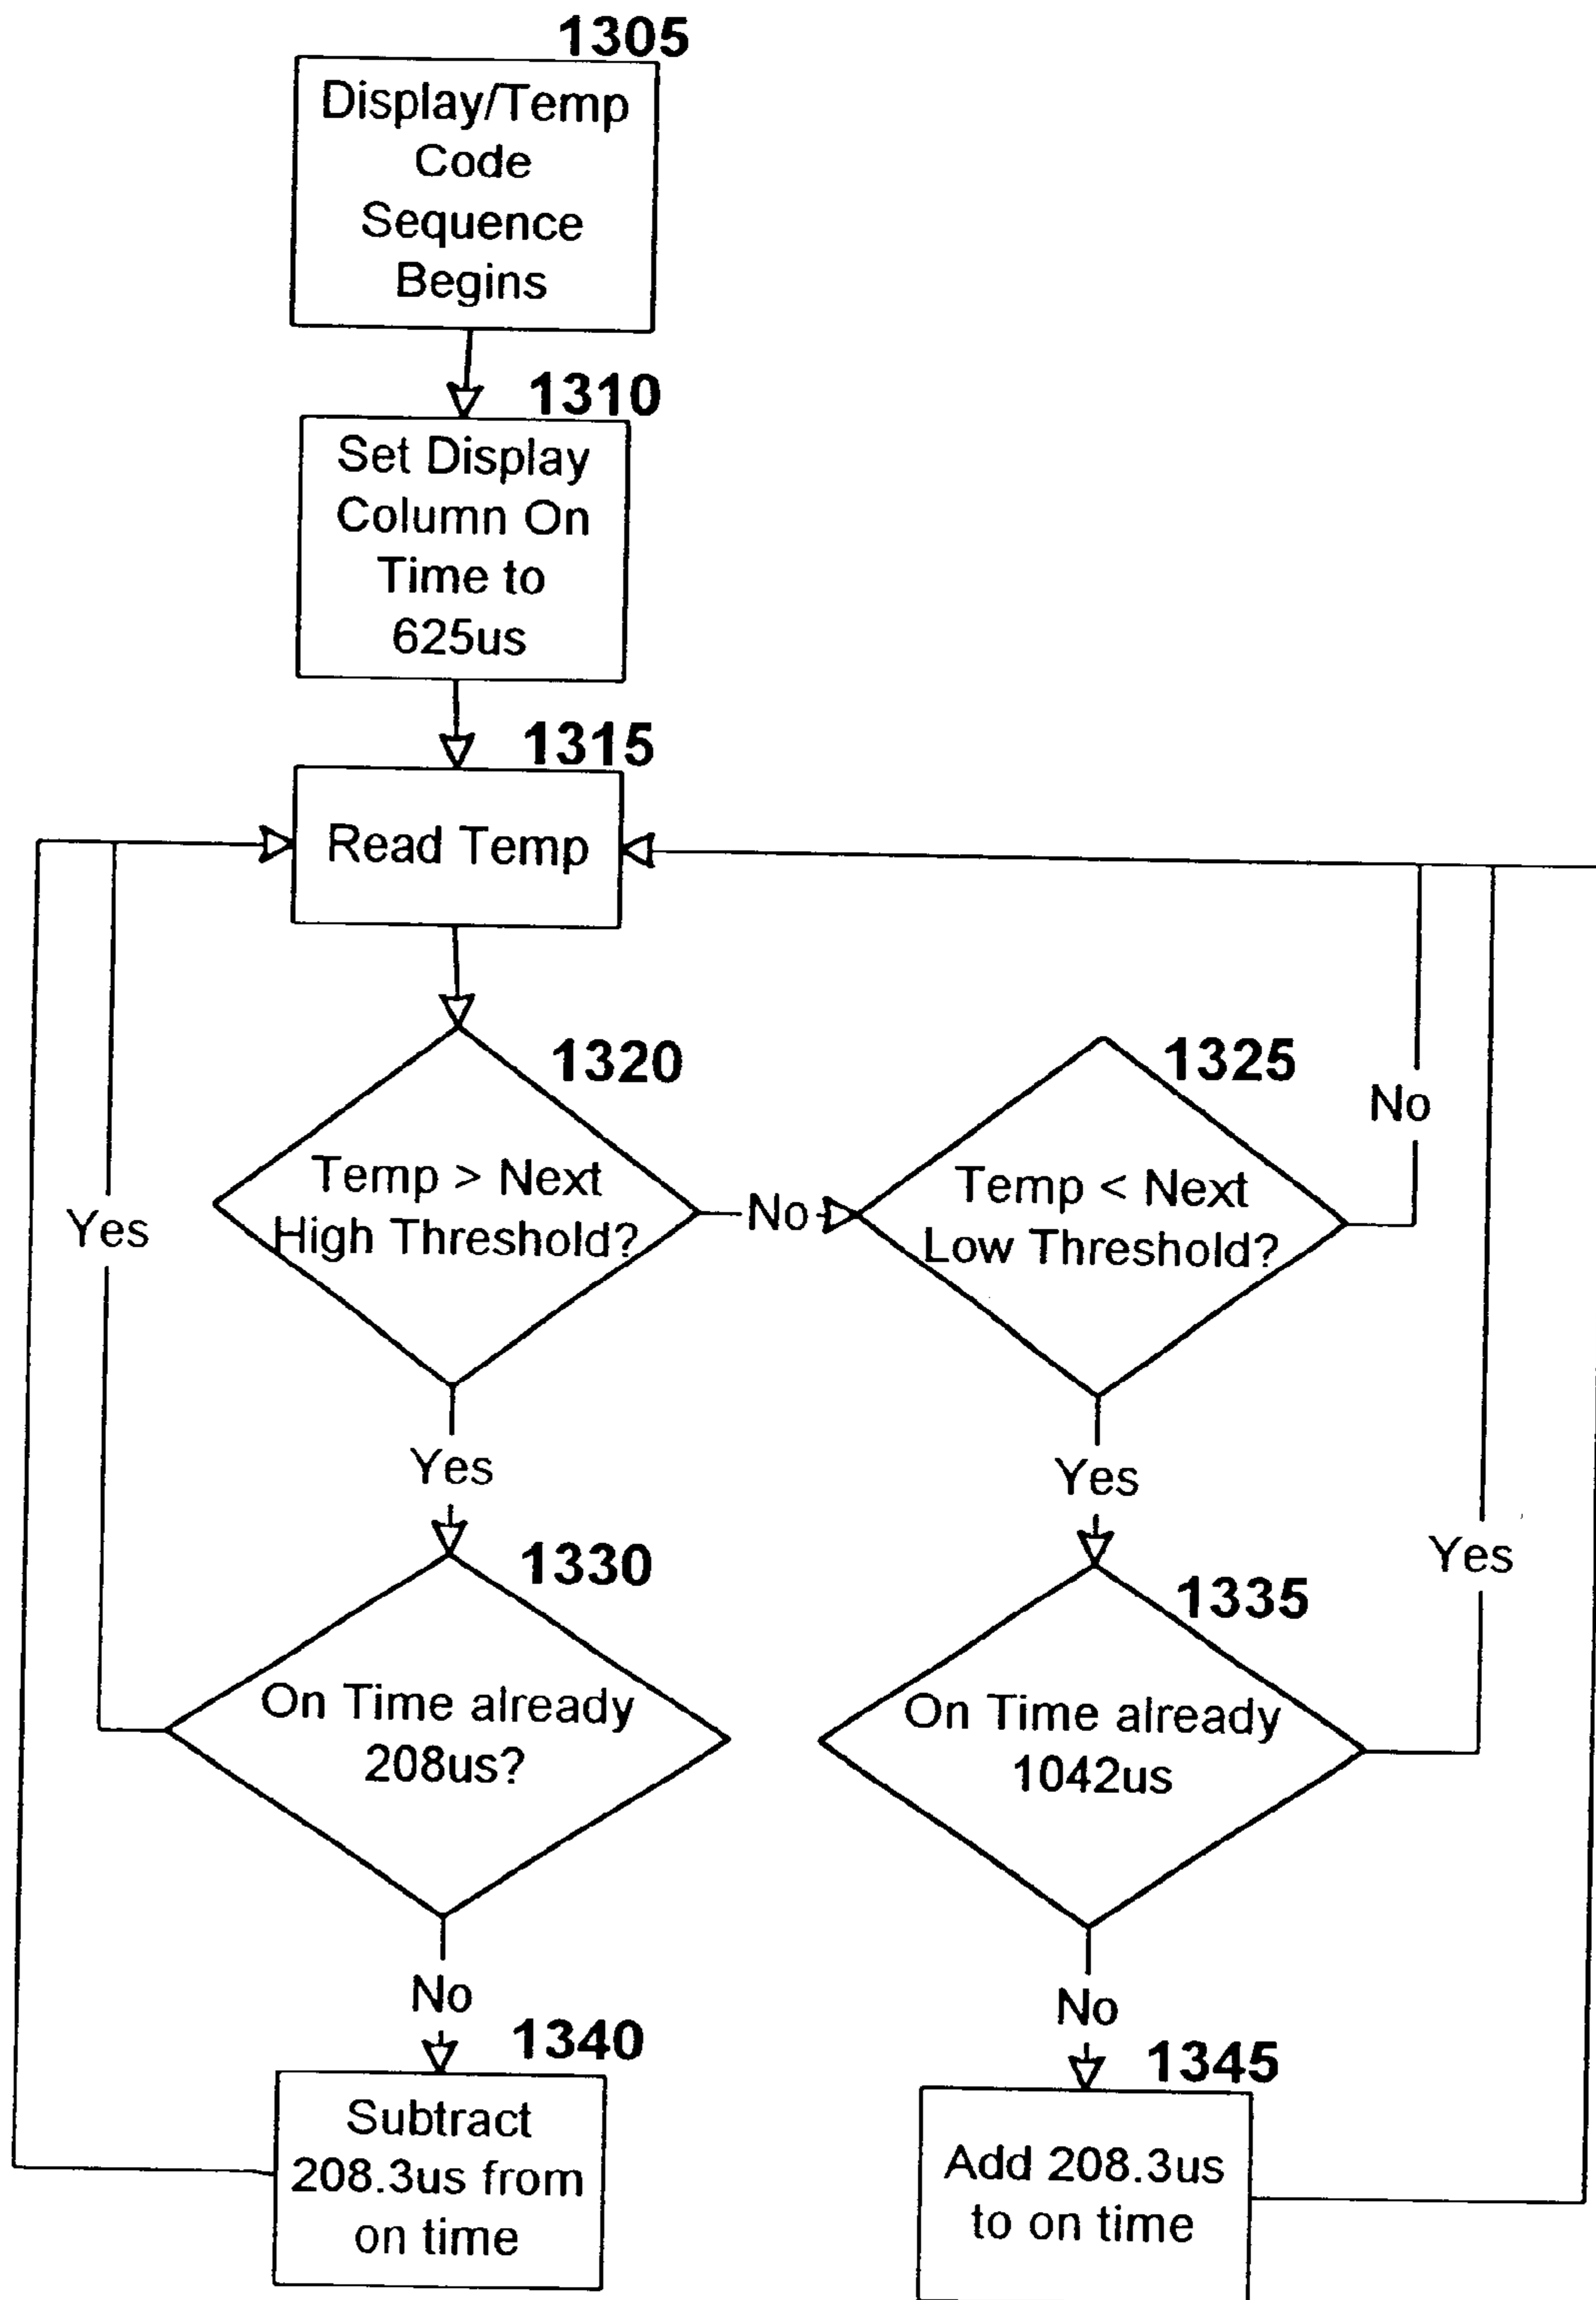 1305
Display/Temp
Code
Sequence
Begins
1310
Set Display
Column On
Time to
625us
1315
Read Temp
1320
Temp > Next
High Threshold?
No
1325
Temp < Next
Low Threshold?
No
Yes
Yes
Yes
1330
On Time already
208us?
1335
On Time already
1042us
Yes
No
No
1340
Subtract
208.3us from
on time
1345
Add 208.3us
to on time